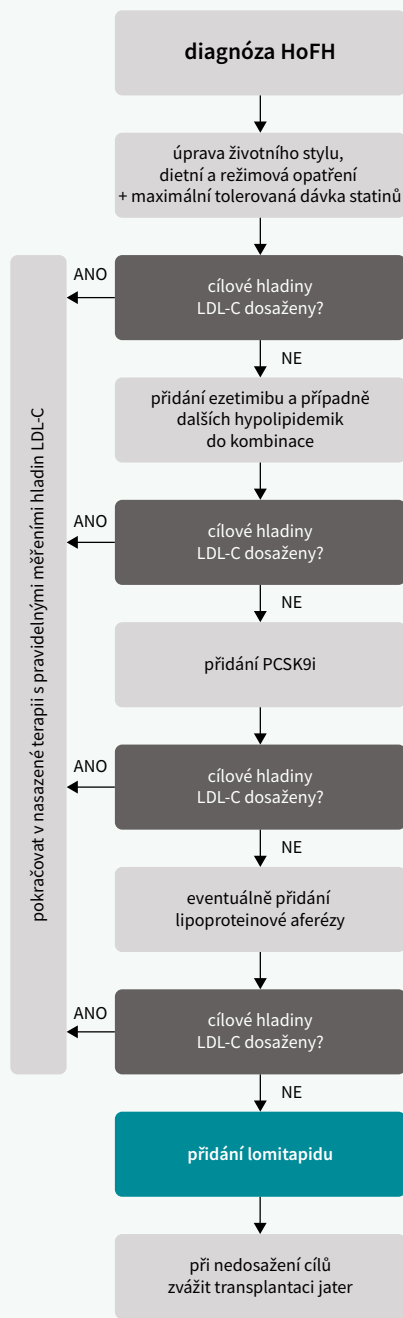 diagnóza HoFH
úprava životního stylu,
dietní a režimová opatření
+ maximální tolerovaná dávka statinů
ANO
cílové hladiny
LDL-C dosaženy?
NE
přidání ezetimibu a případně
dalších hypolipidemik
do kombinace
ANO
cílové hladiny
LDL-C dosaženy?
NE
přidání PCSK9i
ANO
cílové hladiny
LDL-C dosaženy?
NE
eventuálně přidání
lipoproteinové aferézy
ANO
cílové hladiny
LDL-C dosaženy?
NE
přidání lomitapidu
při nedosažení cílů
zvážit transplantaci jater
pokračovat v nasazené terapii s pravidelnými měřeními hladin LDL-C